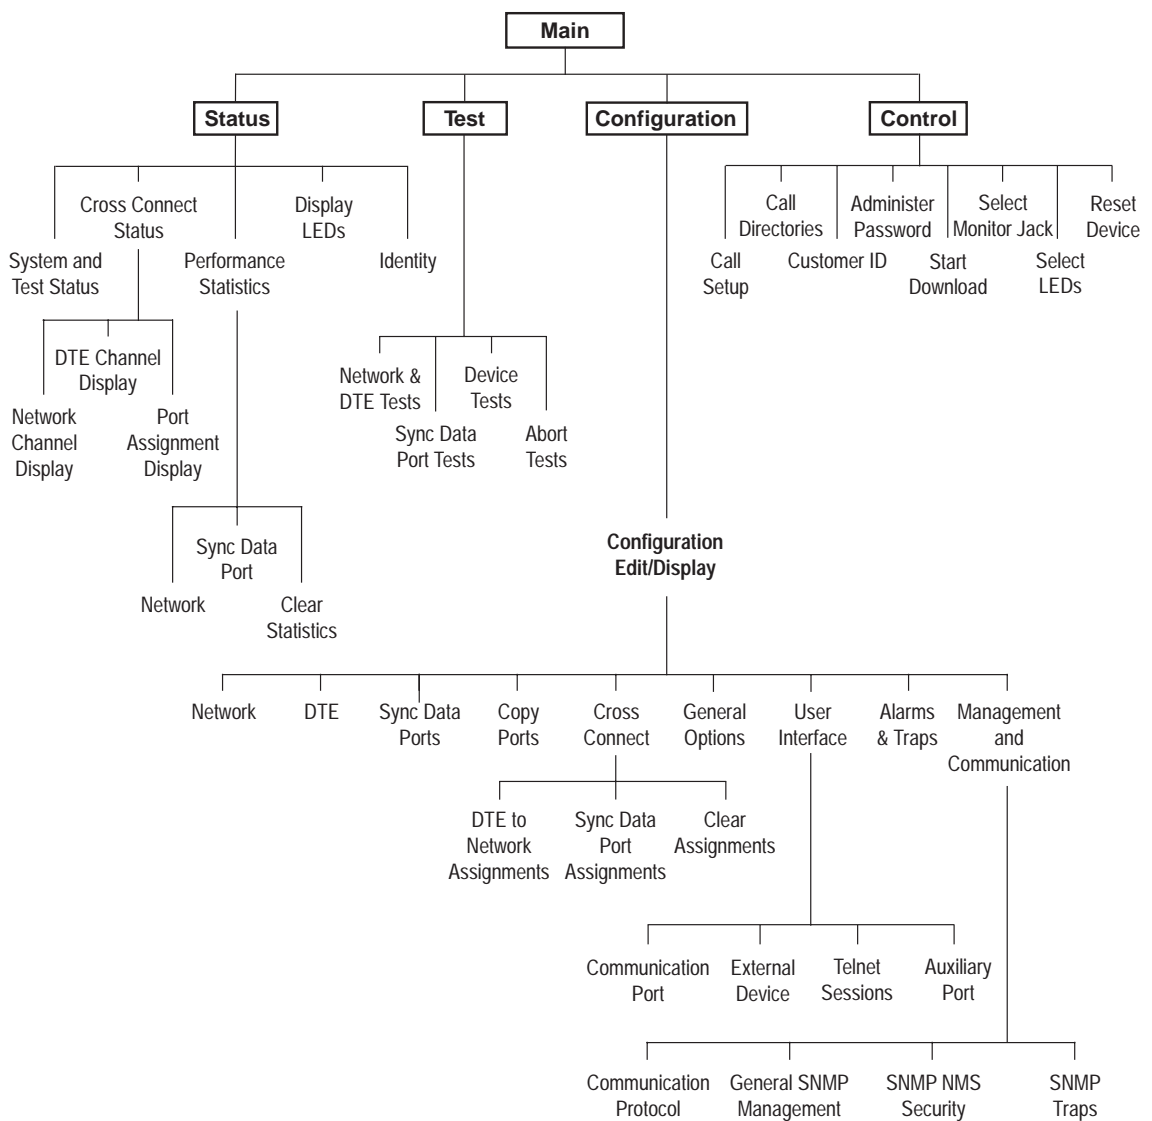 Main
Status
Test
Configuration
Control
Cross Connect
Status
Display
LEDs
System and
Test Status
Performance
Statistics
Identity
Call
Directories
Administer
Password
Select
Monitor Jack
Reset
Device
Call
Setup
Customer ID
Start
Download
Select
LEDs
DTE Channel
Display
Network
Channel
Display
Port
Assignment
Display
Network &
DTE Tests
Device
Tests
Sync Data
Port Tests
Abort
Tests
Sync Data
Port
Network
Clear
Statistics
Configuration
Edit/Display
Network
DTE
Sync Data
Ports
Copy
Ports
Cross
Connect
General
Options
User
Interface
Alarms
& Traps
Management
and
Communication
DTE to
Network
Assignments
Sync Data
Port
Assignments
Clear
Assignments
Communication
Port
External
Device
Telnet
Sessions
Auxiliary
Port
Communication
Protocol
General SNMP
Management
SNMP NMS
Security
SNMP
Traps